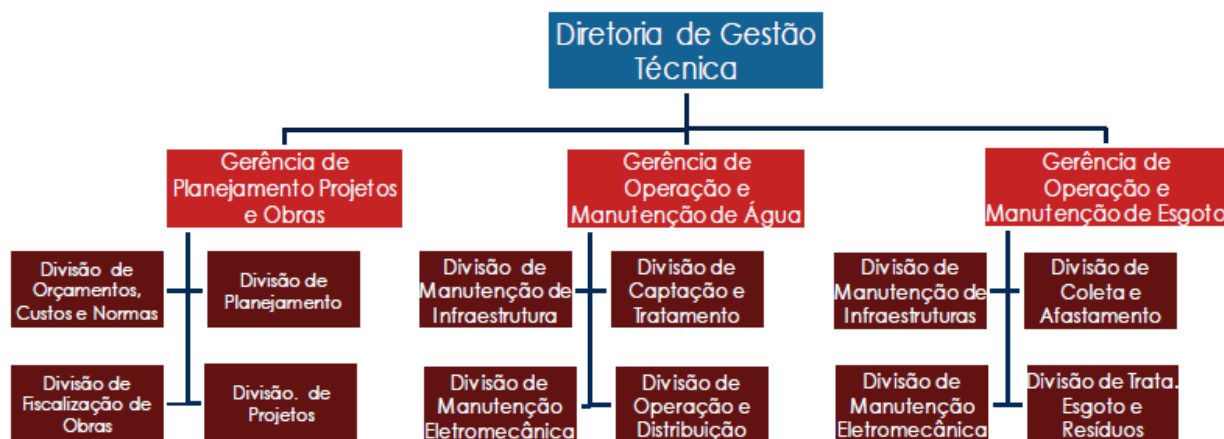 Diretoria de Gestão
Técnica
Gerência de
Planejamento Projetos
e Obras
Gerência de
Operação e
Manutenção de Água
Gerência de
Operação e
Manutenção de Esgoto
Divisão de
Orçamentos,
Custos e Normas
Divisão de
Planejamento
Divisão de
Manutenção de
Infraestrutura
Divisão de
Captação e
Tratamento
Divisão de
Manutenção de
Infraestruturas
Divisão de
Coleta e
Afastamento
Divisão de
Fiscalização de
Obras
Divisão. de
Projetos
Divisão de
Manutenção
Eletromecânica
Divisão de
Operação e
Distribuição
Divisão de
Manutenção
Eletromecânica
Divisão de Trata.
Esgoto e
Resíduos